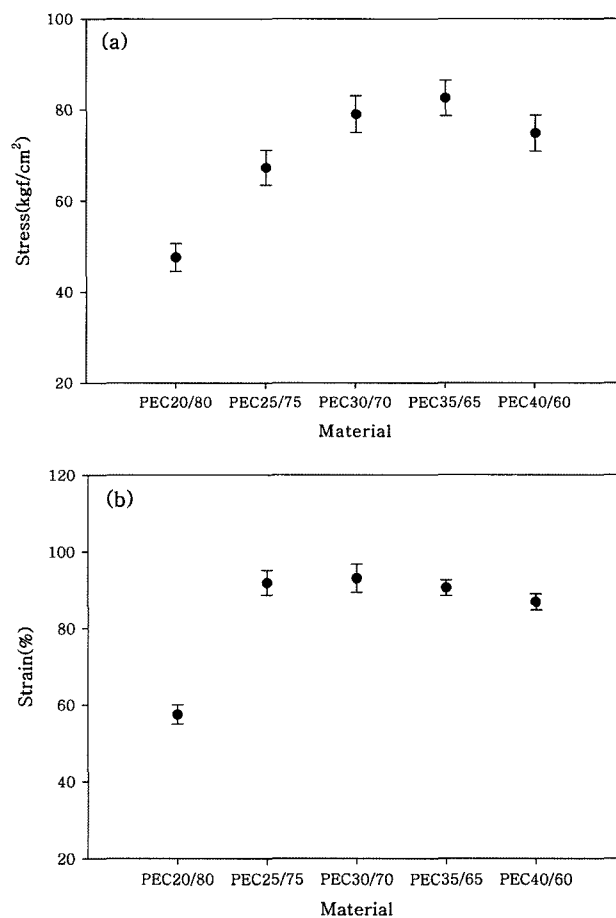 (a)
100
80
60
40
20
Stress(kgf/cm²)
PEC20/80 PEC25/75 PEC30/70 PEC35/65 PEC40/60
Material
(b)
120
100
80
60
40
20
Strain(%)
PEC20/80 PEC25/75 PEC30/70 PEC35/65 PEC40/60
Material